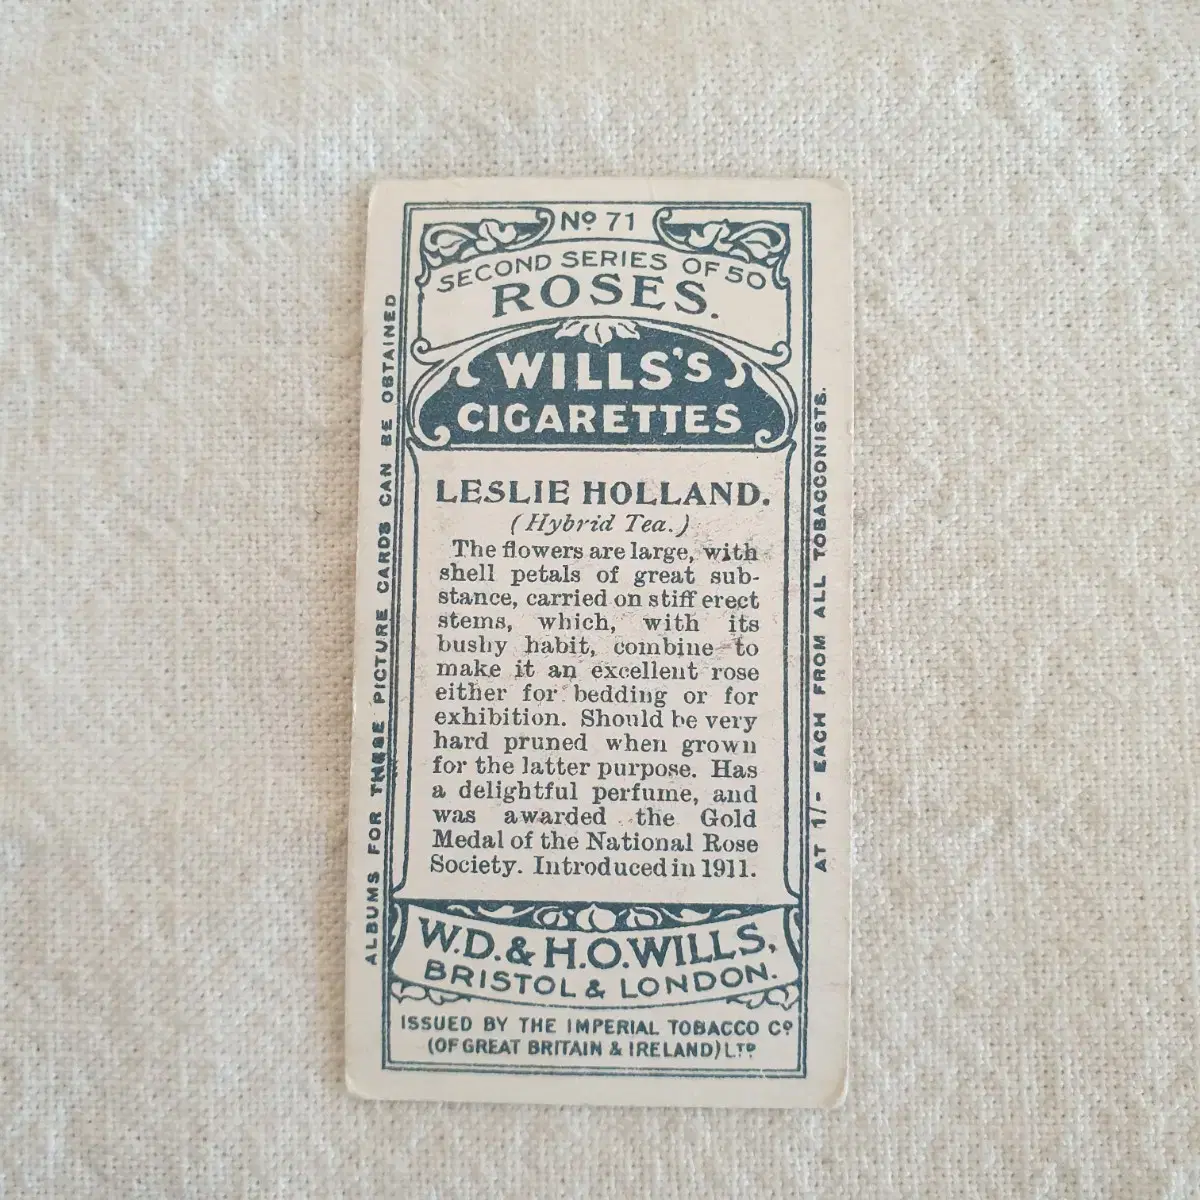 Nº 71
SECOND SERIES OF 50
ROSES.
WILLS'S
CIGARETTES
LESLIE HOLLAND.
(Hybrid Tea.)
The flowers are large, with
shell petals of great sub-
stance, carried on stiff erect
stems, which, with its
bushy habit, combine to
make it an excellent rose
either for bedding or for
exhibition. Should be very
hard pruned when grown
for the latter purpose. Has
a delightful perfume, and
was awarded the Gold
Medal of the National Rose
Society. Introduced in 1911.
W.D. & H.O. WILLS,
BRISTOL & LONDON.
ISSUED BY THE IMPERIAL TOBACCO Cº
(OF GREAT BRITAIN & IRELAND) LTD
ALBUMS FOR THESE PICTURE CARDS CAN BE OBTAINED
AT 1/- EACH FROM ALL TOBACCONISTS.